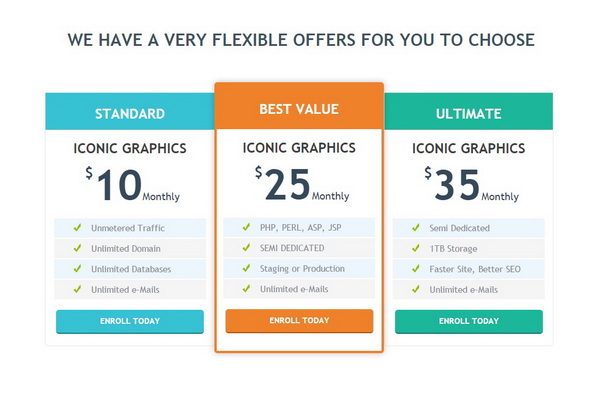 WE HAVE A VERY FLEXIBLE OFFERS FOR YOU TO CHOOSE
STANDARD
ICONIC GRAPHICS
$10 Monthly
Unmetered Traffic
Unlimited Domain
Unlimited Databases
Unlimited e-Mails
ENROLL TODAY
BEST VALUE
ICONIC GRAPHICS
$25 Monthly
PHP, PERL, ASP, JSP
SEMI DEDICATED
Staging or Production
Unlimited e-Mails
ENROLL TODAY
ULTIMATE
ICONIC GRAPHICS
$35 Monthly
Semi Dedicated
1TB Storage
Faster Site, Better SEO
Unlimited e-Mails
ENROLL TODAY